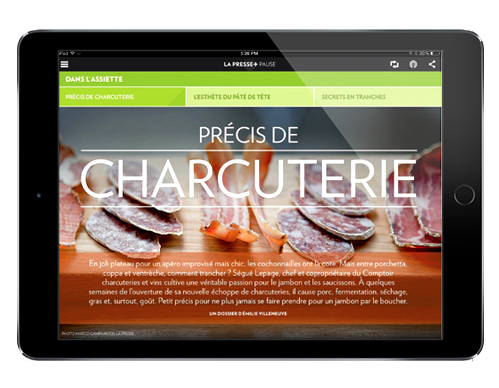 iPad
5:26 PM
20%
LA PRESSE+ PAUSE
DANS L'ASSIETTE
PRÉCIS DE CHARCUTERIE
L'ESTHÈTE DU PÂTÉ DE TÊTE
SECRETS EN TRANCHES
PRÉCIS DE
CHARCUTERIE
En joli plateau pour un apéro improvisé mais chic, les cochonnailles ont la cote. Mais entre porchetta,
coppa et ventrèche, comment trancher ? Ségué Lepage, chef et copropriétaire du Comptoir
charcuteries et vins cultive une véritable passion pour le jambon et les saucissons. À quelques
semaines de l'ouverture de sa nouvelle échoppe de charcuteries, il cause porc, fermentation, séchage,
gras et, surtout, goût. Petit précis pour ne plus jamais se faire prendre pour un jambon par le boucher.
UN DOSSIER D'ÉMILIE VILLENEUVE
PHOTO MARCO CAMPANOZZI, LA PRESSE